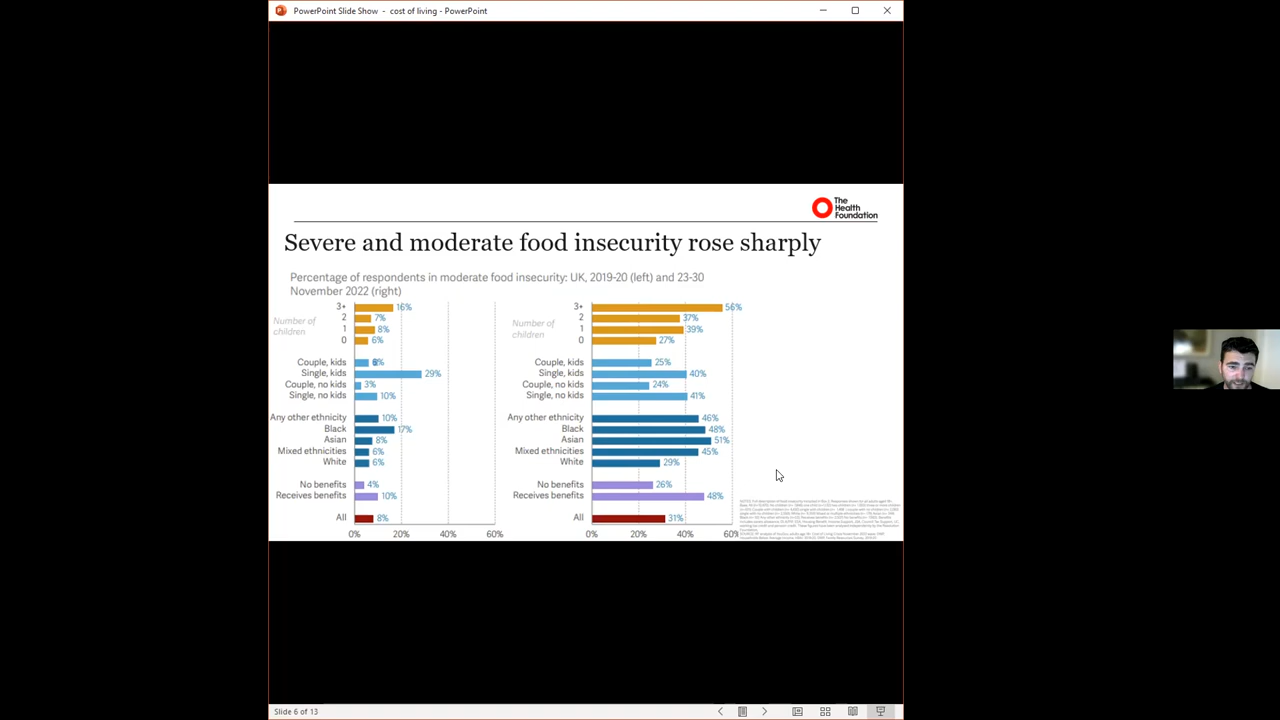 PowerPoint Slide Show - cost of living - PowerPoint
The
Health
Foundation
Severe and moderate food insecurity rose sharply
Percentage of respondents in moderate food insecurity: UK, 2019-20 (left) and 23-30
November 2022 (right)
Number of
children
3+ 16%
2 7%
1 8%
0 6%
Couple, kids 6%
Single, kids 29%
Couple, no kids 3%
Single, no kids 10%
Any other ethnicity 10%
Black 17%
Asian 8%
Mixed ethnicities 6%
White 6%
No benefits 4%
Receives benefits 10%
All 8%
0% 20% 40% 60%
Number of
children
3+ 56%
2 37%
1 39%
0 27%
Couple, kids 25%
Single, kids 40%
Couple, no kids 24%
Single, no kids 41%
Any other ethnicity 46%
Black 48%
Asian 51%
Mixed ethnicities 45%
White 29%
No benefits 26%
Receives benefits 48%
All 31%
0% 20% 40% 60%
Slide 6 of 13